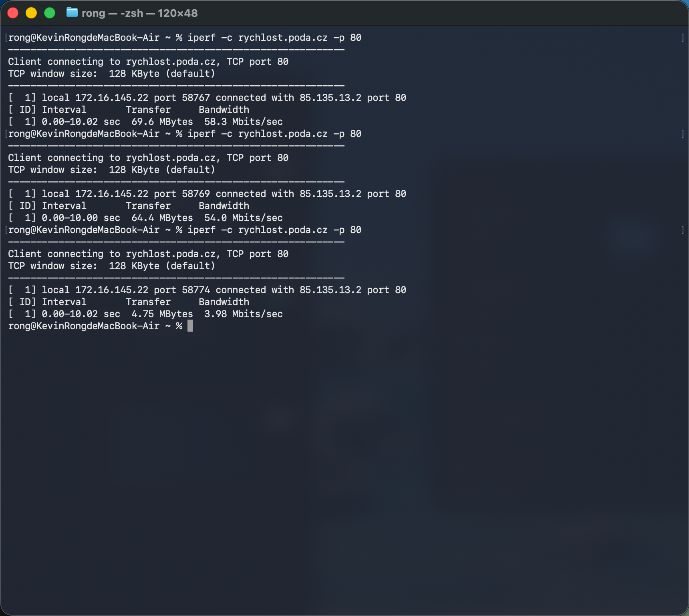 rong — -zsh — 120×48
rong@KevinRongdeMacBook-Air ~ % iperf -c rychlost.poda.cz -p 80
------------------------------------------------------------
Client connecting to rychlost.poda.cz, TCP port 80
TCP window size:  128 KByte (default)
------------------------------------------------------------
[  1] local 172.16.145.22 port 58767 connected with 85.135.13.2 port 80
[ ID] Interval       Transfer     Bandwidth
[  1] 0.00-10.02 sec  69.6 MBytes  58.3 Mbits/sec
rong@KevinRongdeMacBook-Air ~ % iperf -c rychlost.poda.cz -p 80
------------------------------------------------------------
Client connecting to rychlost.poda.cz, TCP port 80
TCP window size:  128 KByte (default)
------------------------------------------------------------
[  1] local 172.16.145.22 port 58769 connected with 85.135.13.2 port 80
[ ID] Interval       Transfer     Bandwidth
[  1] 0.00-10.00 sec  64.4 MBytes  54.0 Mbits/sec
rong@KevinRongdeMacBook-Air ~ % iperf -c rychlost.poda.cz -p 80
------------------------------------------------------------
Client connecting to rychlost.poda.cz, TCP port 80
TCP window size:  128 KByte (default)
------------------------------------------------------------
[  1] local 172.16.145.22 port 58774 connected with 85.135.13.2 port 80
[ ID] Interval       Transfer     Bandwidth
[  1] 0.00-10.02 sec  4.75 MBytes  3.98 Mbits/sec
rong@KevinRongdeMacBook-Air ~ %